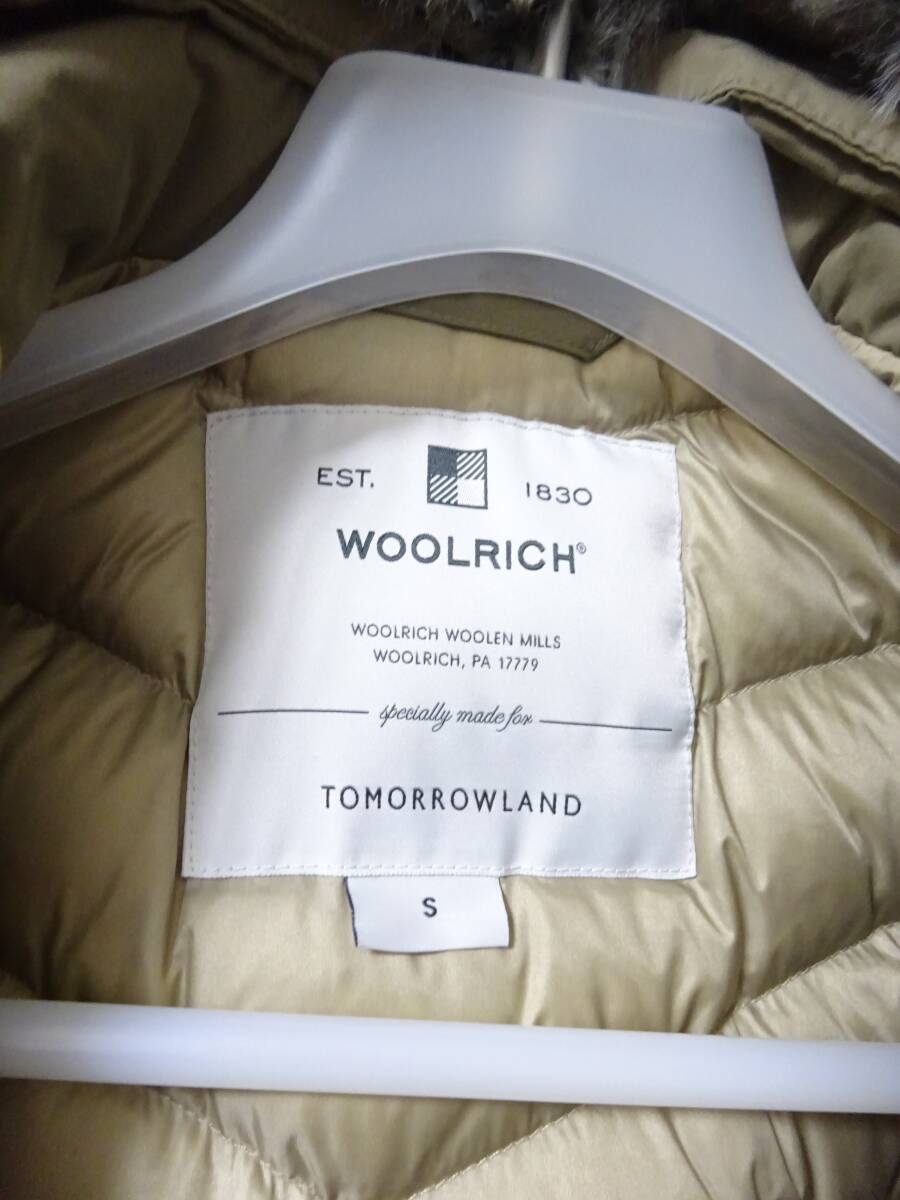 EST. 1830
WOOLRICH®
WOOLRICH WOOLEN MILLS
WOOLRICH, PA 17779
specially made for
TOMORROWLAND
S